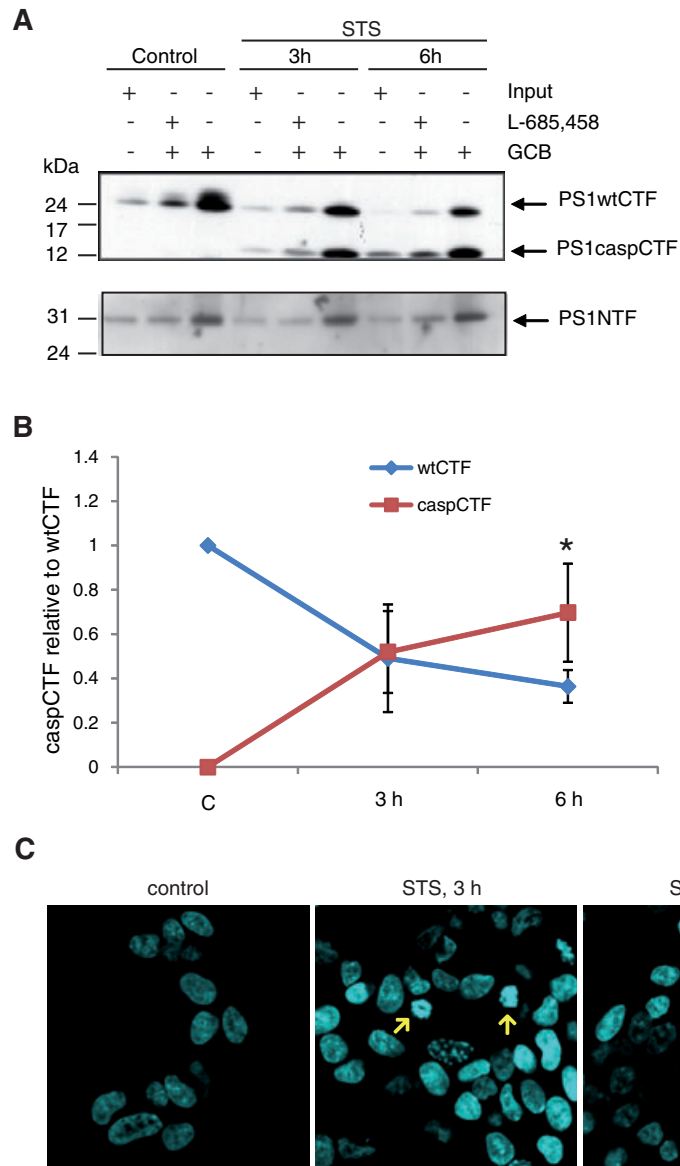 A
STS
Control 3h 6h
+ - - + - - + - - Input
- + - - + - - + - L-685,458
- + + - + + - + + GCB
kDa
24 PS1wtCTF
17
12 PS1caspCTF
31 PS1NTF
24
B
caspCTF relative to wtCTF
1.4
1.2
1
0.8
0.6
0.4
0.2
0
wtCTF
caspCTF
*
C 3 h 6 h
C
control STS, 3 h S